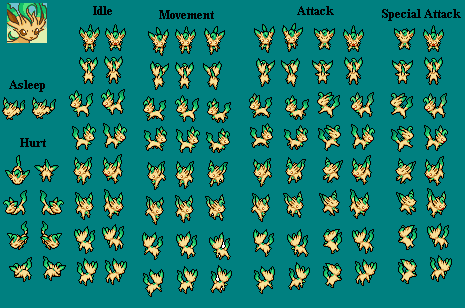 Idle
Movement
Attack
Special Attack
Asleep
Hurt